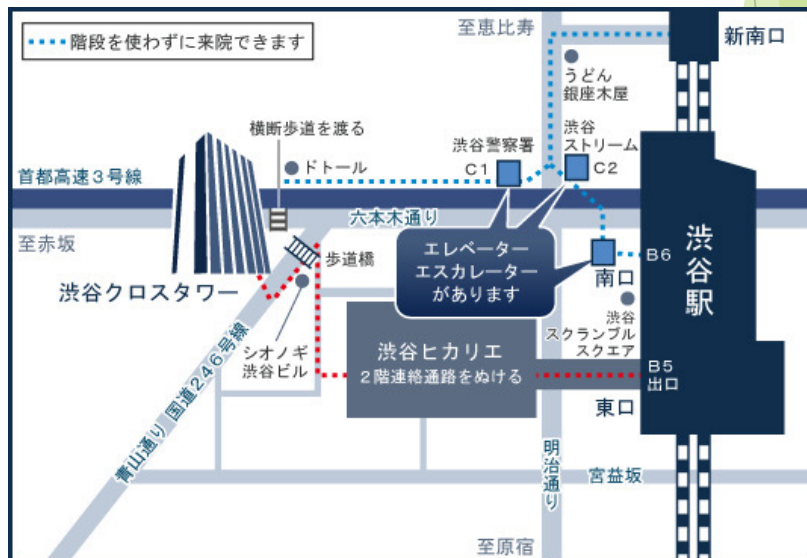 階段を使わずに来院できます
至恵比寿
新南口
うどん
銀座木屋
横断歩道を渡る
渋谷警察署
渋谷
ストリーム
ドトール
C1
C2
首都高速3号線
六本木通り
至赤坂
歩道橋
エレベーター
エスカレーター
があります
南口
B6
渋谷駅
渋谷クロスタワー
渋谷
スクランブル
スクエア
シオノギ
渋谷ビル
渋谷ヒカリエ
2階連絡通路をぬける
B5
出口
東口
青山通り 国道246号線
明治通り
宮益坂
至原宿